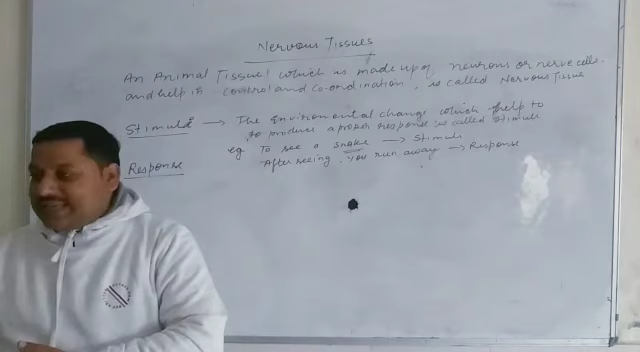 Nervous Tissues
An Animal Tissue! which is made up of neurons or nerve cells.
and help in control and co-ordination, is called Nervous Tissue
Stimuli → The Envirmental change which help to
to produce a proper response is called stimuli
eg. To see a snake → Stimuli
After seeing, you run away → Response
Response